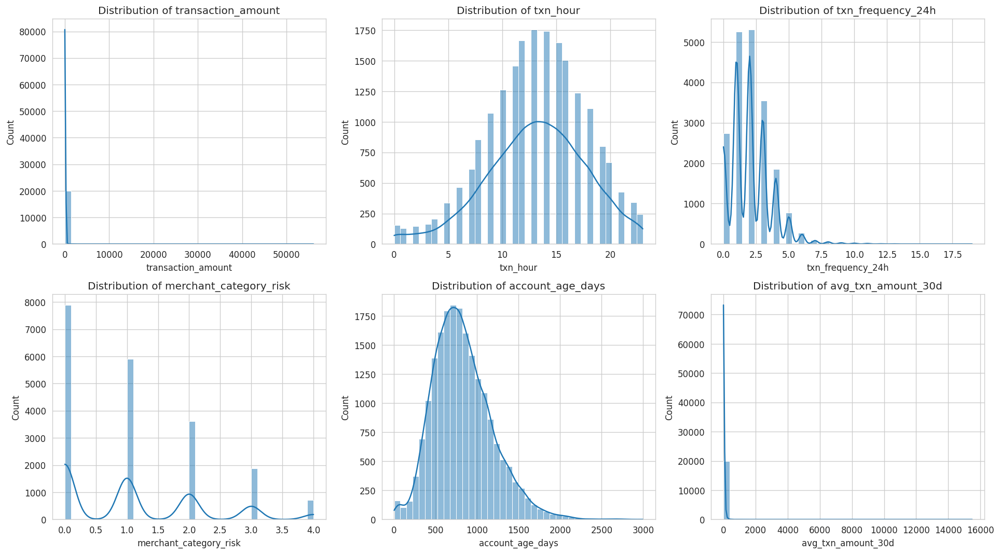 Distribution of transaction_amount
Count
80000
70000
60000
50000
40000
30000
20000
10000
0
0 10000 20000 30000 40000 50000
transaction_amount
Distribution of txn_hour
Count
1750
1500
1250
1000
750
500
250
0
0 5 10 15 20
txn_hour
Distribution of txn_frequency_24h
Count
5000
4000
3000
2000
1000
0
0.0 2.5 5.0 7.5 10.0 12.5 15.0 17.5
txn_frequency_24h
Distribution of merchant_category_risk
Count
8000
7000
6000
5000
4000
3000
2000
1000
0
0.0 0.5 1.0 1.5 2.0 2.5 3.0 3.5 4.0
merchant_category_risk
Distribution of account_age_days
Count
1750
1500
1250
1000
750
500
250
0
0 500 1000 1500 2000 2500 3000
account_age_days
Distribution of avg_txn_amount_30d
Count
70000
60000
50000
40000
30000
20000
10000
0
0 2000 4000 6000 8000 10000 12000 14000 16000
avg_txn_amount_30d